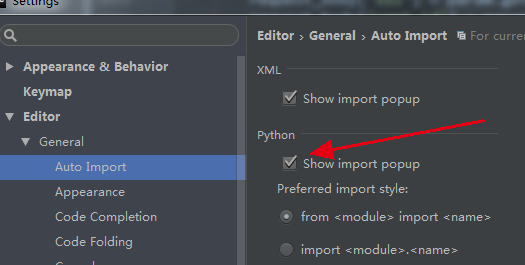 Settings
Editor › General › Auto Import
For curren
Appearance & Behavior
Keymap
Editor
General
Auto Import
Appearance
Code Completion
Code Folding
XML
Show import popup
Python
Show import popup
Preferred import style:
from <module> import <name>
import <module>.<name>